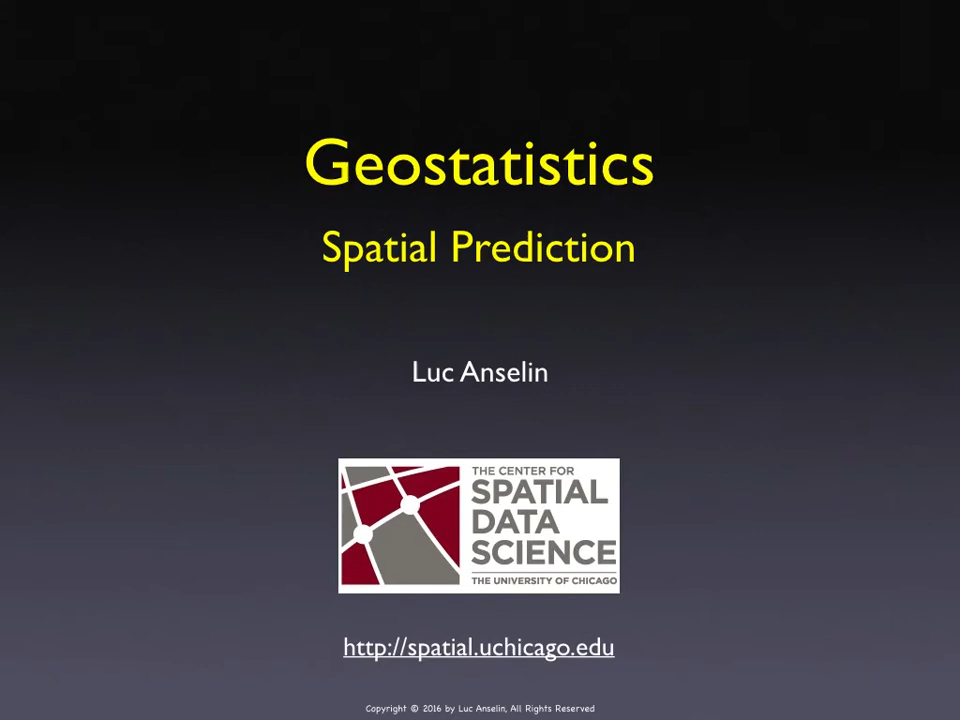 Geostatistics
Spatial Prediction
Luc Anselin
THE CENTER FOR
SPATIAL
DATA
SCIENCE
THE UNIVERSITY OF CHICAGO
http://spatial.uchicago.edu
Copyright © 2016 by Luc Anselin, All Rights Reserved